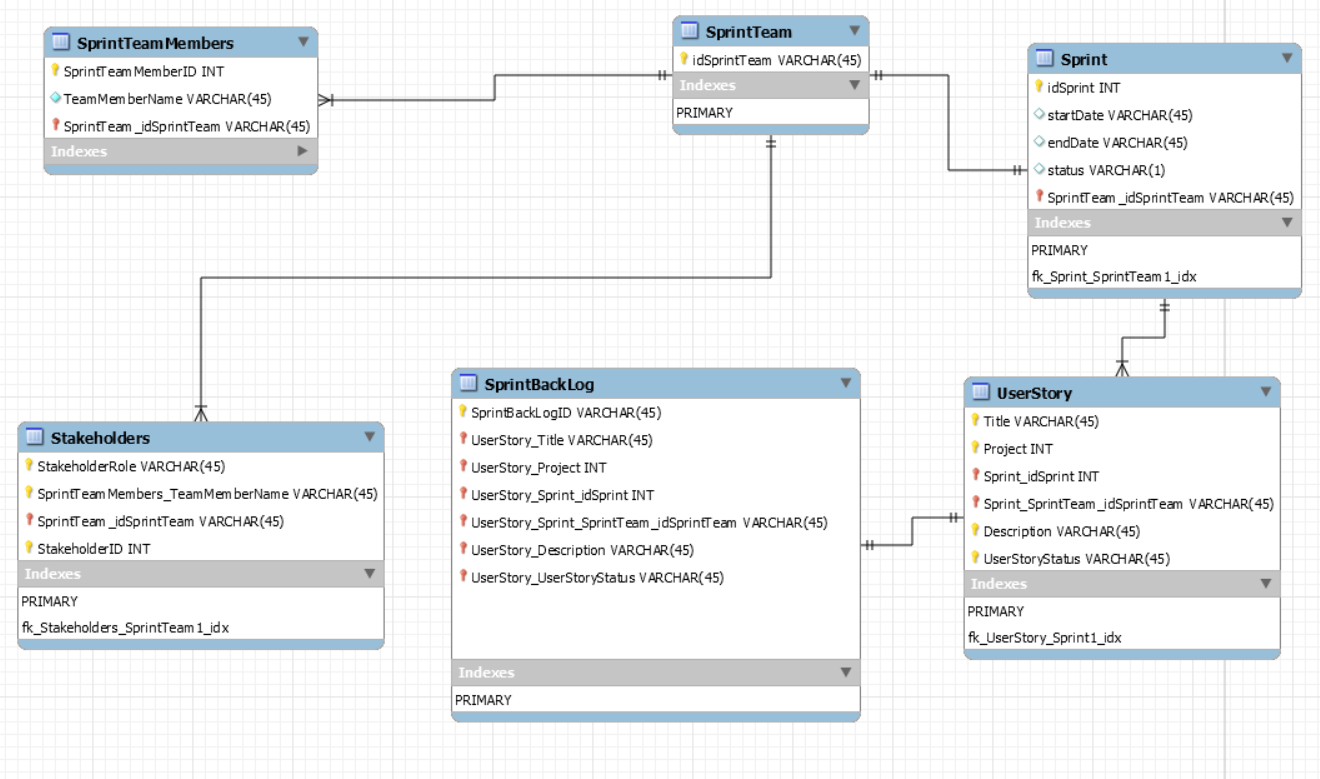 SprintTeamMembers
SprintTeamMemberID INT
TeamMemberName VARCHAR(45)
SprintTeam_idSprintTeam VARCHAR(45)
Indexes
SprintTeam
idSprintTeam VARCHAR(45)
Indexes
PRIMARY
Sprint
idSprint INT
startDate VARCHAR(45)
endDate VARCHAR(45)
status VARCHAR(1)
SprintTeam_idSprintTeam VARCHAR(45)
Indexes
PRIMARY
fk_Sprint_SprintTeam1_idx
Stakeholders
StakeholderRole VARCHAR(45)
SprintTeamMembers_TeamMemberName VARCHAR(45)
SprintTeam_idSprintTeam VARCHAR(45)
StakeholderID INT
Indexes
PRIMARY
fk_Stakeholders_SprintTeam1_idx
SprintBackLog
SprintBackLogID VARCHAR(45)
UserStory_Title VARCHAR(45)
UserStory_Project INT
UserStory_Sprint_idSprint INT
UserStory_Sprint_SprintTeam_idSprintTeam VARCHAR(45)
UserStory_Description VARCHAR(45)
UserStory_UserStoryStatus VARCHAR(45)
Indexes
PRIMARY
UserStory
Title VARCHAR(45)
Project INT
Sprint_idSprint INT
Sprint_SprintTeam_idSprintTeam VARCHAR(45)
Description VARCHAR(45)
UserStoryStatus VARCHAR(45)
Indexes
PRIMARY
fk_UserStory_Sprint1_idx